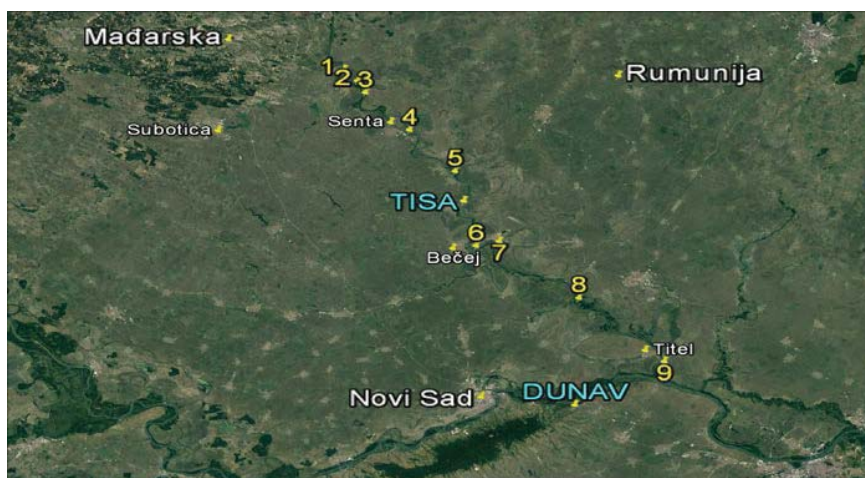 Mađarska
1
2
3
Rumunija
Subotica
Senta
4
5
TISA
6
7
Bečej
8
Titel
9
Novi Sad
DUNAV